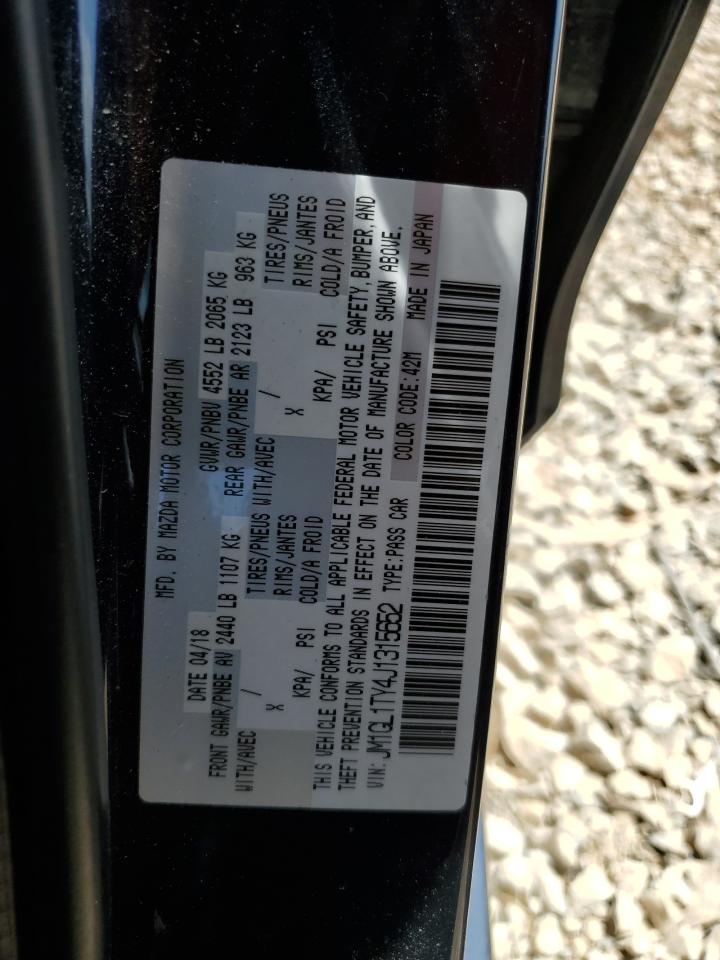 MFD. BY MAZDA MOTOR CORPORATION
DATE 04/18 GVWR/PNBV 4552 LB 2065 KG
FRONT GAWR/PNBE AV 2440 LB 1107 KG REAR GAWR/PNBE AR 2123 LB 963 KG
WITH/AVEC TIRES/PNEUS WITH/AVEC TIRES/PNEUS
X / RIMS/JANTES X / RIMS/JANTES
KPA/ PSI COLD/A FROID KPA/ PSI COLD/A FROID
THIS VEHICLE CONFORMS TO ALL APPLICABLE FEDERAL MOTOR VEHICLE SAFETY, BUMPER, AND
THEFT PREVENTION STANDARDS IN EFFECT ON THE DATE OF MANUFACTURE SHOWN ABOVE.
VIN: JM1GL1TY4J1315652 TYPE:PASS CAR COLOR CODE:42M MADE IN JAPAN